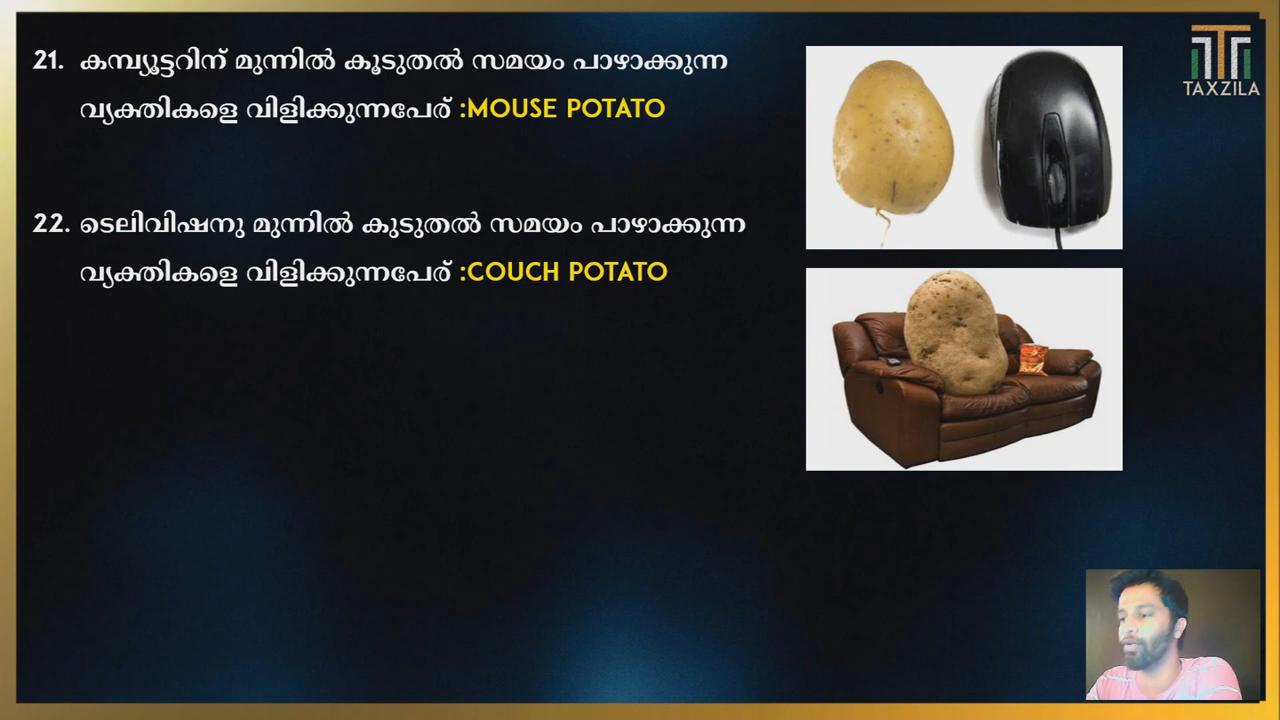 21. കമ്പ്യൂട്ടറിന് മുന്നിൽ കൂടുതൽ സമയം പാഴാക്കുന്ന
വ്യക്തികളെ വിളിക്കുന്നപേര് :MOUSE POTATO
22. ടെലിവിഷനു മുന്നിൽ കുടുതൽ സമയം പാഴാക്കുന്ന
വ്യക്തികളെ വിളിക്കുന്നപേര് :COUCH POTATO
TAXZILA